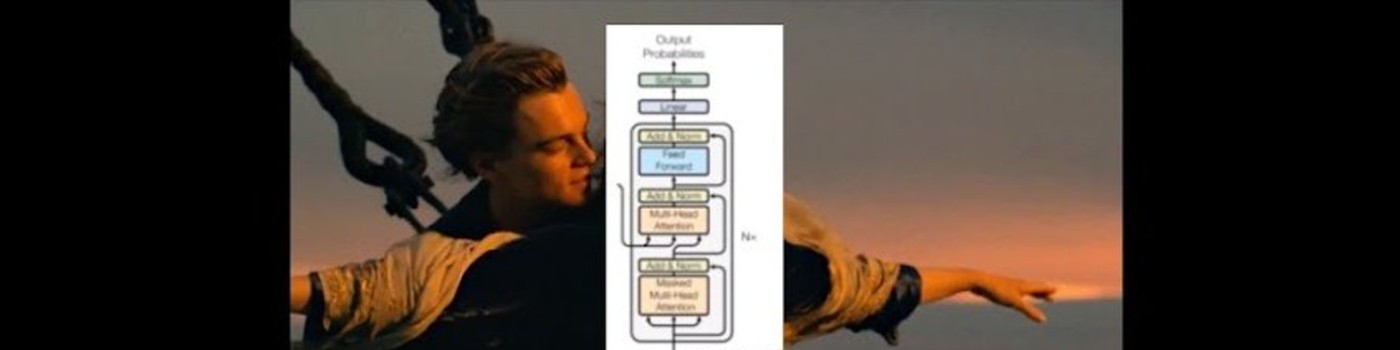 Output
Probabilities
Softmax
Linear
Add & Norm
Feed
Forward
Add & Norm
Multi-Head
Attention
Nx
Add & Norm
Masked
Multi-Head
Attention